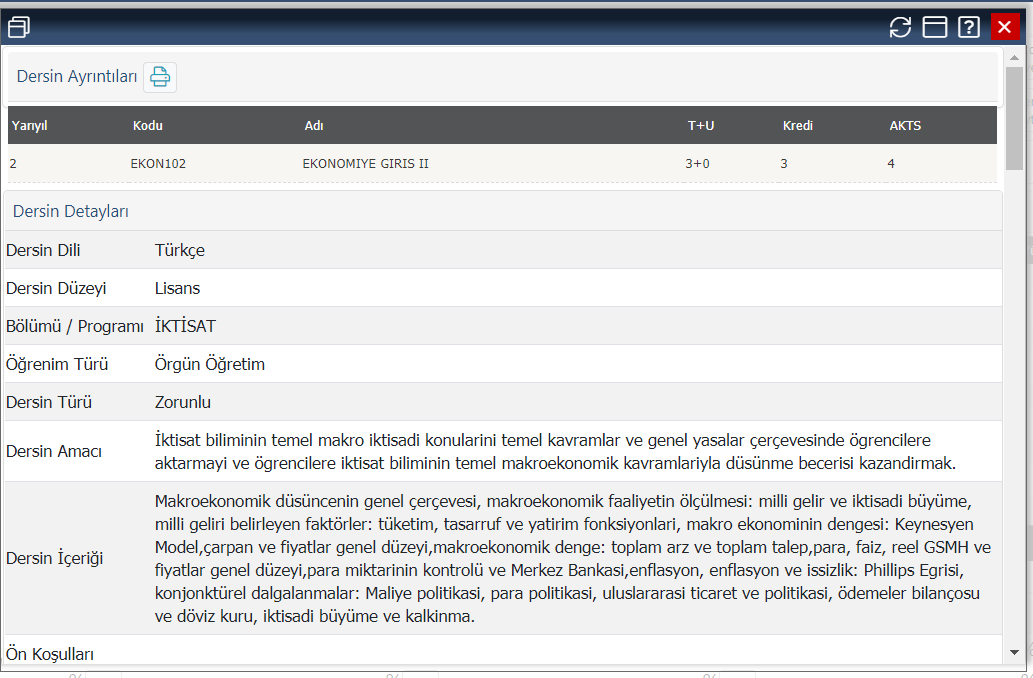 Dersin Ayrıntıları
Yarıyıl Kodu Adı T+U Kredi AKTS
2 EKON102 EKONOMIYE GIRIS II 3+0 3 4
Dersin Detayları
Dersin Dili Türkçe
Dersin Düzeyi Lisans
Bölümü / Programı İKTİSAT
Öğrenim Türü Örgün Öğretim
Dersin Türü Zorunlu
Dersin Amacı
İktisat biliminin temel makro iktisadi konularini temel kavramlar ve genel yasalar çerçevesinde ögrencilere
aktarmayi ve ögrencilere iktisat biliminin temel makroekonomik kavramlariyla düsünme becerisi kazandirmak.
Dersin İçeriği
Makroekonomik düsüncenin genel çerçevesi, makroekonomik faaliyetin ölçülmesi: milli gelir ve iktisadi büyüme,
milli geliri belirleyen faktörler: tüketim, tasarruf ve yatirim fonksiyonlari, makro ekonominin dengesi: Keynesyen
Model,çarpan ve fiyatlar genel düzeyi,makroekonomik denge: toplam arz ve toplam talep,para, faiz, reel GSMH ve
fiyatlar genel düzeyi,para miktarinin kontrolü ve Merkez Bankasi,enflasyon, enflasyon ve issizlik: Phillips Egrisi,
konjonktürel dalgalanmalar: Maliye politikasi, para politikasi, uluslararasi ticaret ve politikasi, ödemeler bilançosu
ve döviz kuru, iktisadi büyüme ve kalkinma.
Ön Koşulları